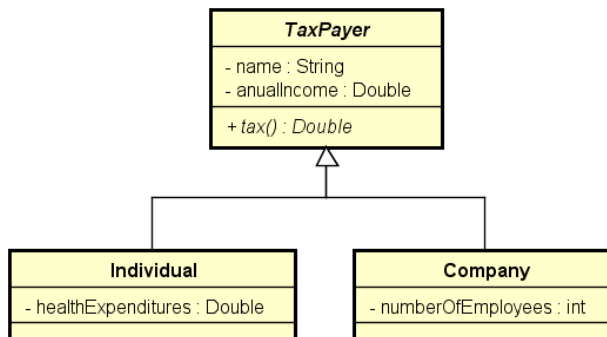 TaxPayer
- name : String
- anualIncome : Double
+ tax() : Double
Individual
- healthExpenditures : Double
Company
- numberOfEmployees : int